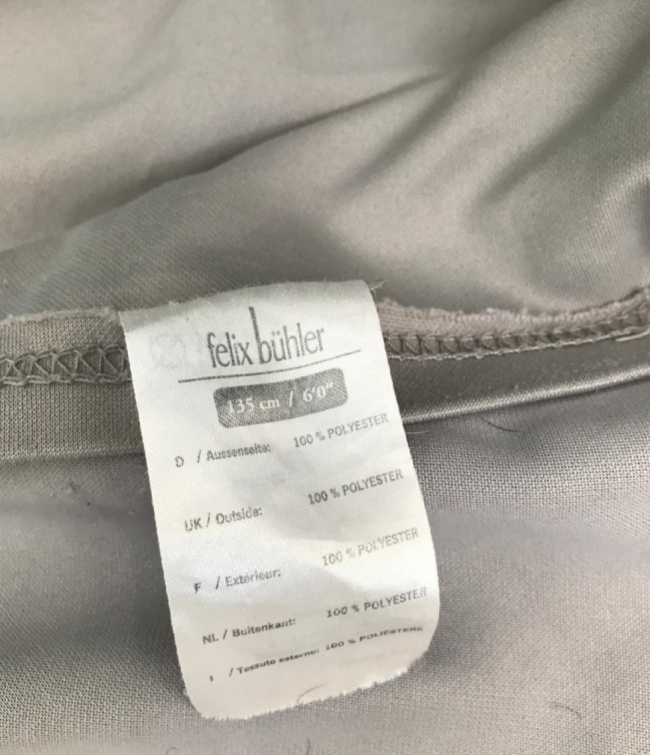 felix bühler
135 cm / 6'0"
D / Aussenseite: 100 % POLYESTER
UK / Outside: 100 % POLYESTER
F / Extérieur: 100 % POLYESTER
NL / Buitenkant: 100 % POLYESTER
I / Tessuto esterno: 100 % POLIESTERE